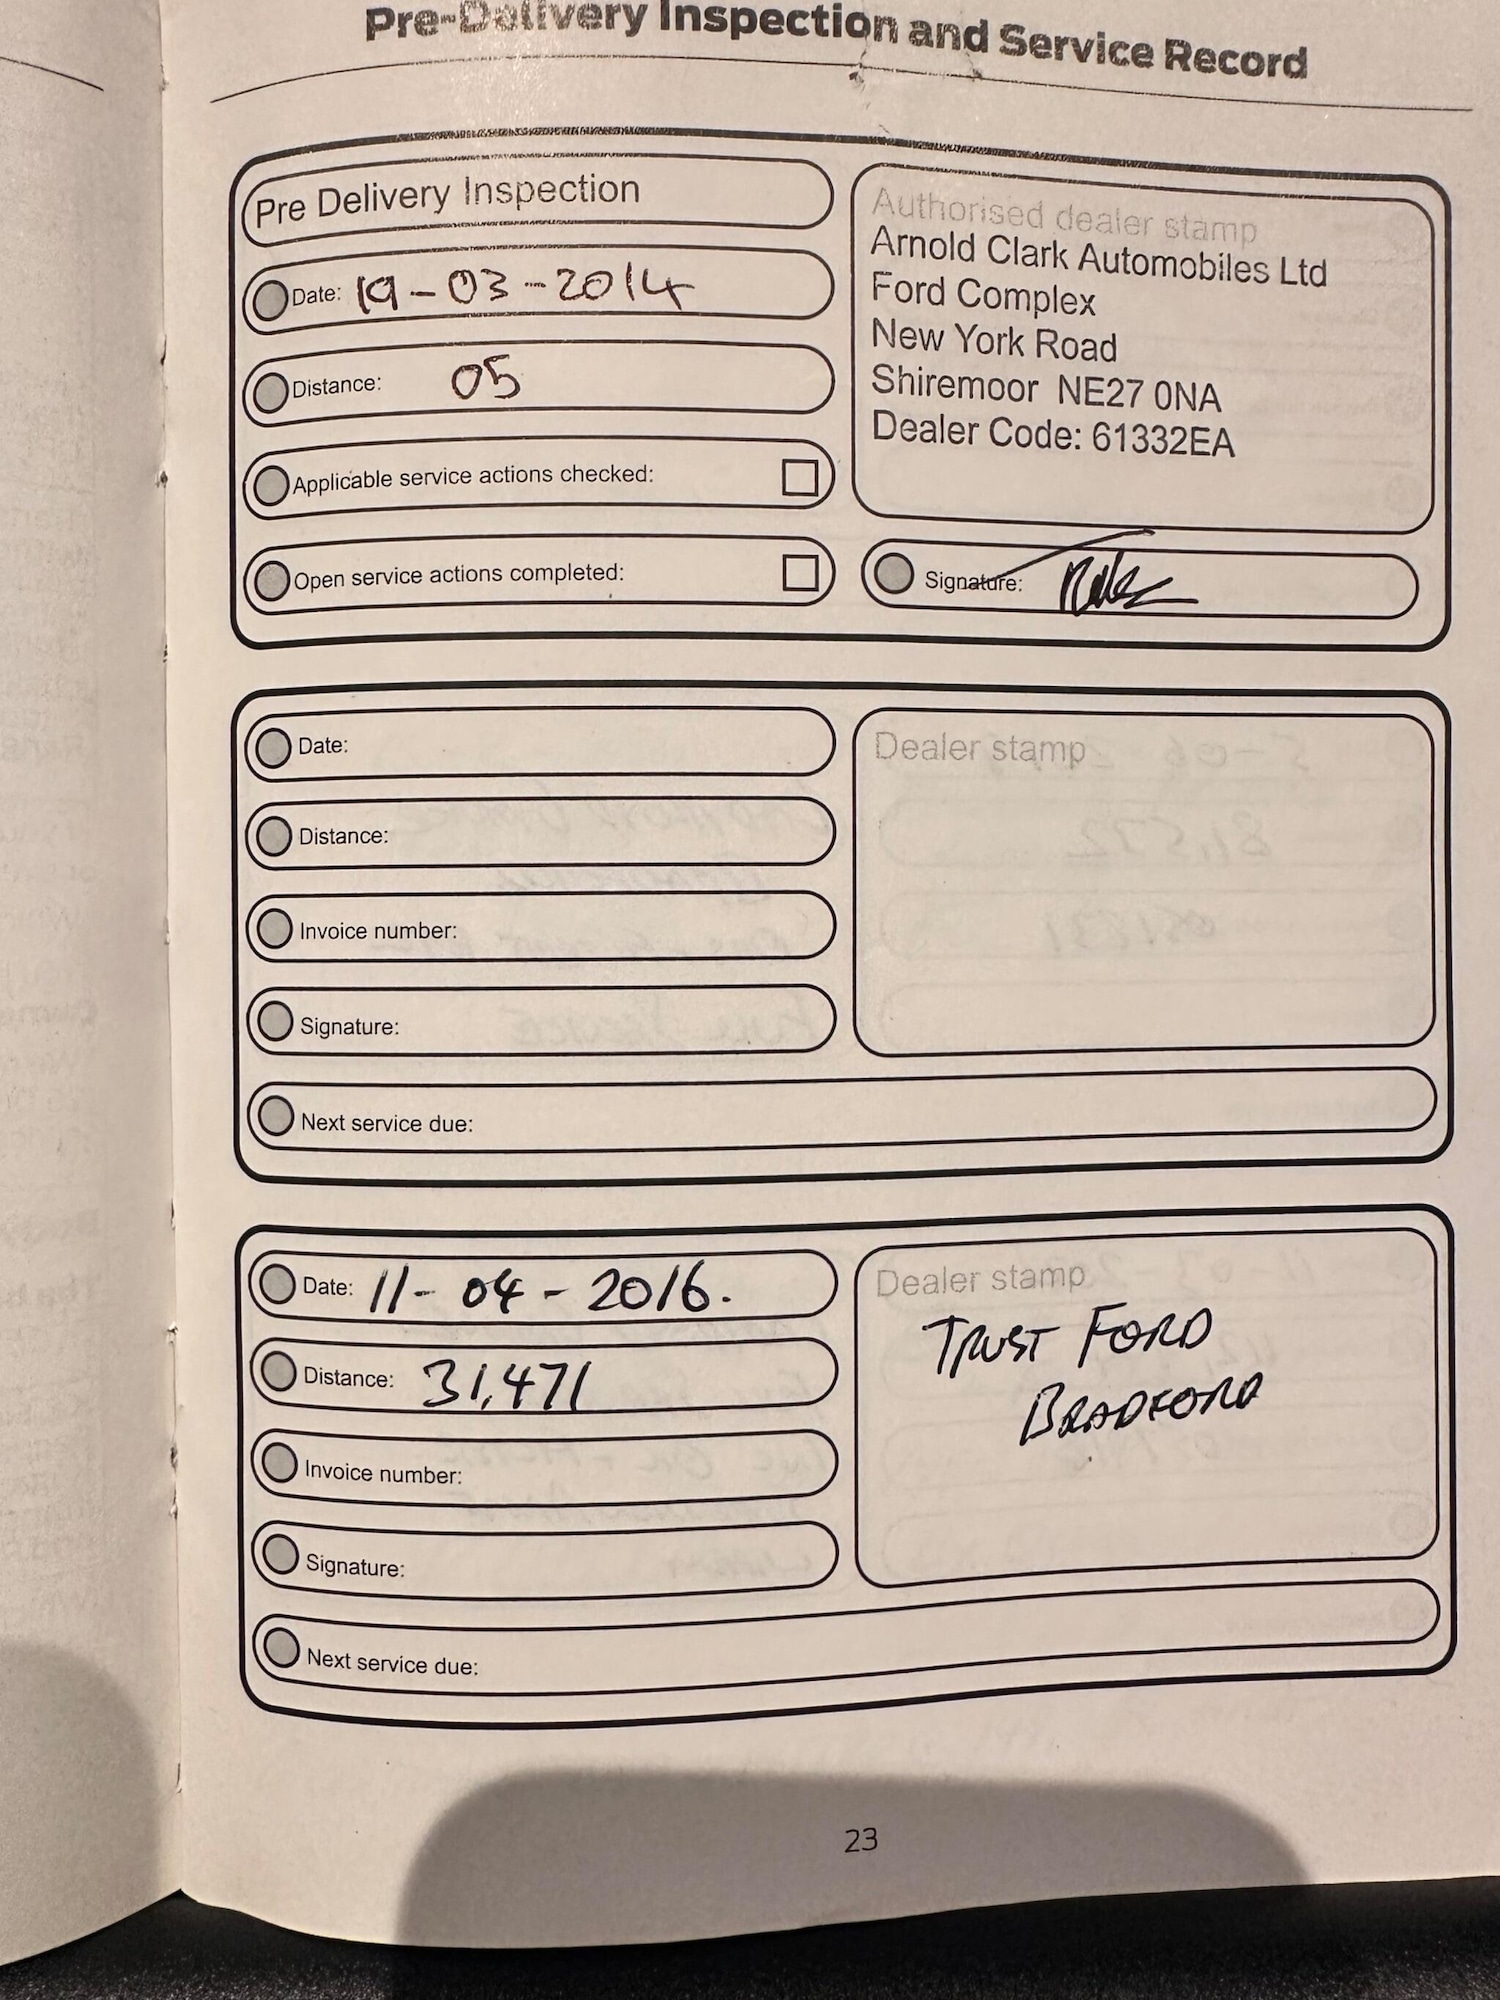 Pre-Delivery Inspection and Service Record
Pre Delivery Inspection
Date: 19-03-2014
Distance: 05
Applicable service actions checked:
Open service actions completed:
Authorised dealer stamp
Arnold Clark Automobiles Ltd
Ford Complex
New York Road
Shiremoor NE27 0NA
Dealer Code: 61332EA
Signature:
Date:
Distance:
Invoice number:
Signature:
Dealer stamp
Next service due:
Date: 11-04-2016.
Distance: 31,471
Invoice number:
Signature:
Dealer stamp
TRUST FORD
BRADFORD
Next service due:
23